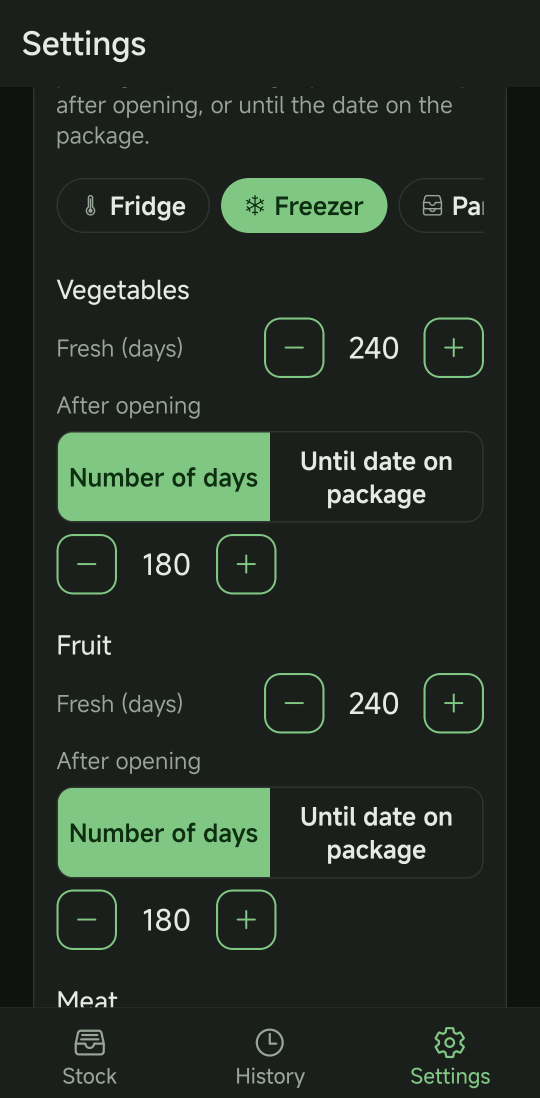 Settings
after opening, or until the date on the
package.
Fridge
Freezer
Vegetables
Fresh (days)
240
After opening
Number of days
Until date on
package
180
Fruit
Fresh (days)
240
After opening
Number of days
Until date on
package
180
Meat
Stock
History
Settings